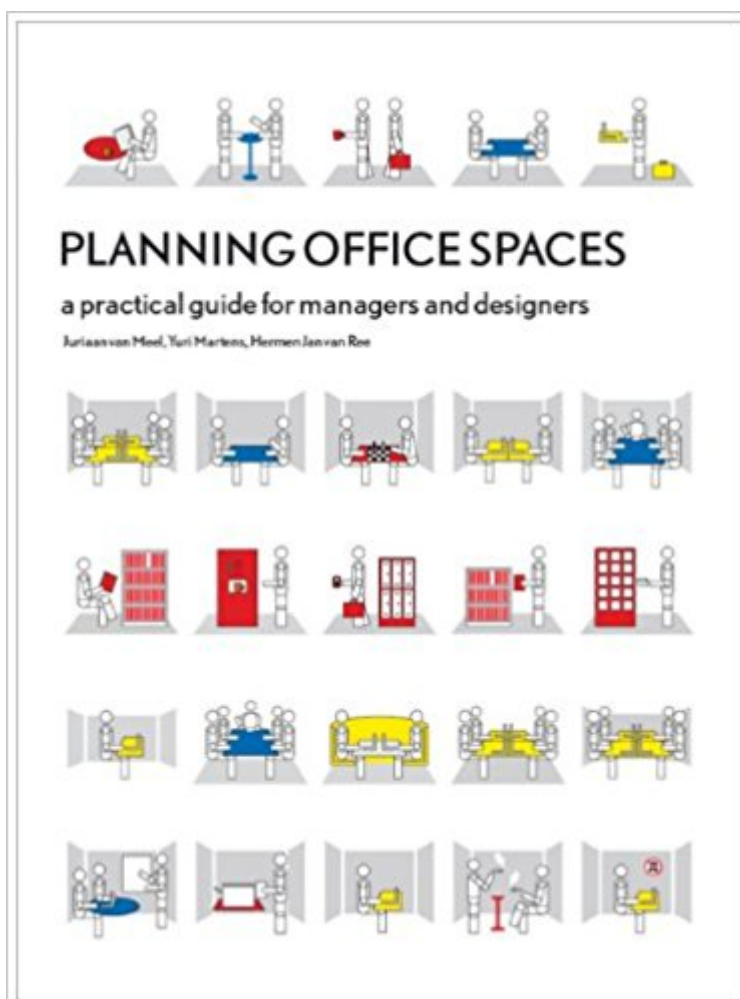 PLANNING OFFICE SPACES
a practical guide for managers and designers
Juriaan van Meel, Yuri Martens, Hermen Jan van Ree